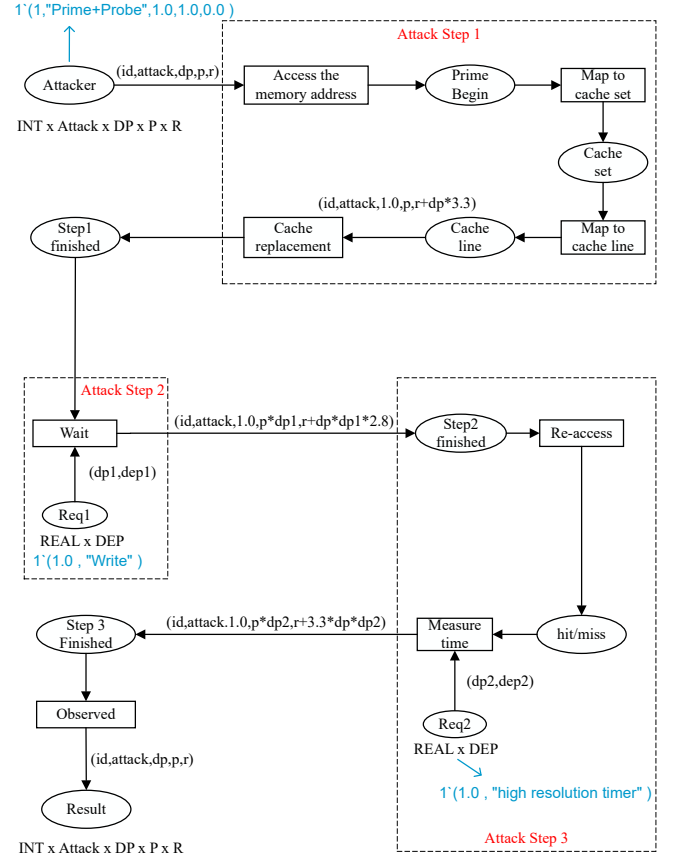 1`(1,"Prime+Probe",1.0,1.0,0.0 )
Attack Step 1
Attacker
(id,attack,dp,p,r)
Access the
memory address
Prime
Begin
Map to
cache set
INT x Attack x DP x P x R
Cache
set
(id,attack,1.0,p,r+dp*3.3)
Step1
finished
Cache
replacement
Cache
line
Map to
cache line
Attack Step 2
Wait
(id,attack,1.0,p*dp1,r+dp*dp1*2.8)
Step2
finished
Re-access
(dp1,dep1)
Req1
REAL x DEP
1`(1.0 , "Write" )
Step 3
Finished
(id,attack.1.0,p*dp2,r+3.3*dp*dp2)
Measure
time
hit/miss
(dp2,dep2)
Observed
Req2
REAL x DEP
(id,attack,dp,p,r)
1`(1.0 , "high resolution timer" )
Result
Attack Step 3
INT x Attack x DP x P x R